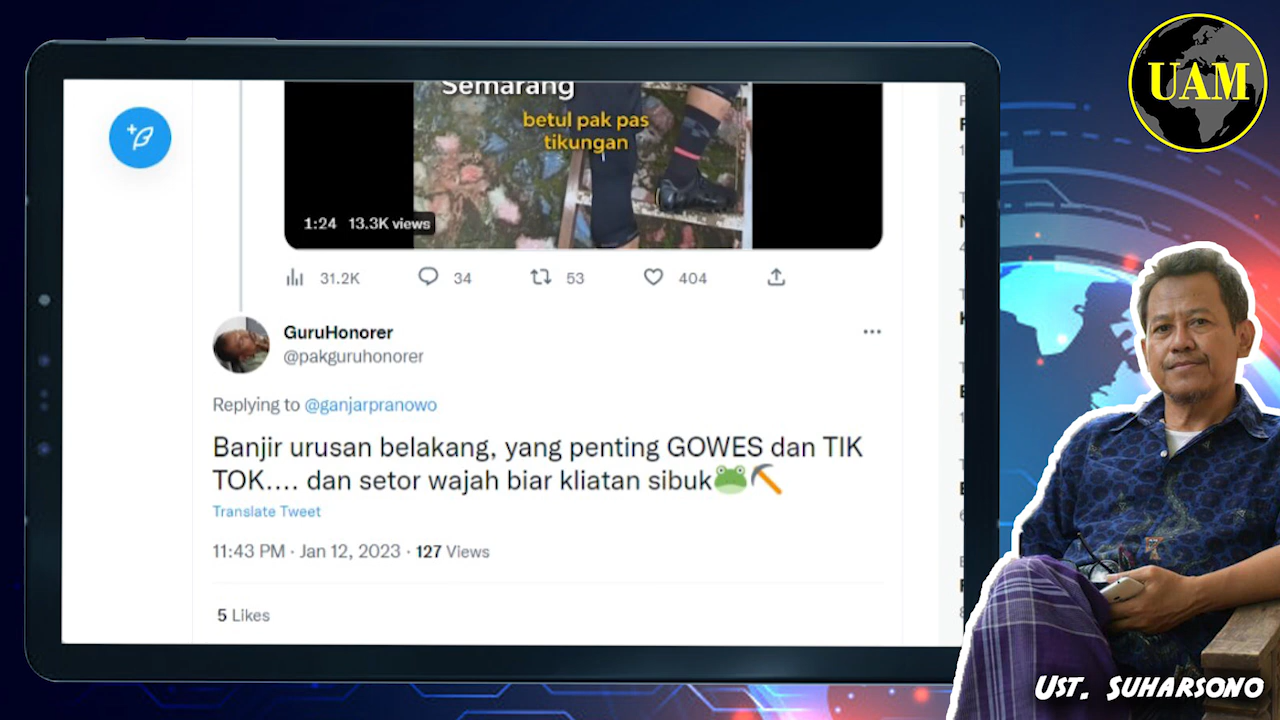 UAM
Semarang
betul pak pas
tikungan
1:24 13.3K views
31.2K 34 53 404
GuruHonorer
@pakguruhonorer
Replying to @ganjarpranowo
Banjir urusan belakang, yang penting GOWES dan TIK
TOK.... dan setor wajah biar kliatan sibuk🐸⛏️
Translate Tweet
11:43 PM · Jan 12, 2023 · 127 Views
5 Likes
UST. SUHARSONO